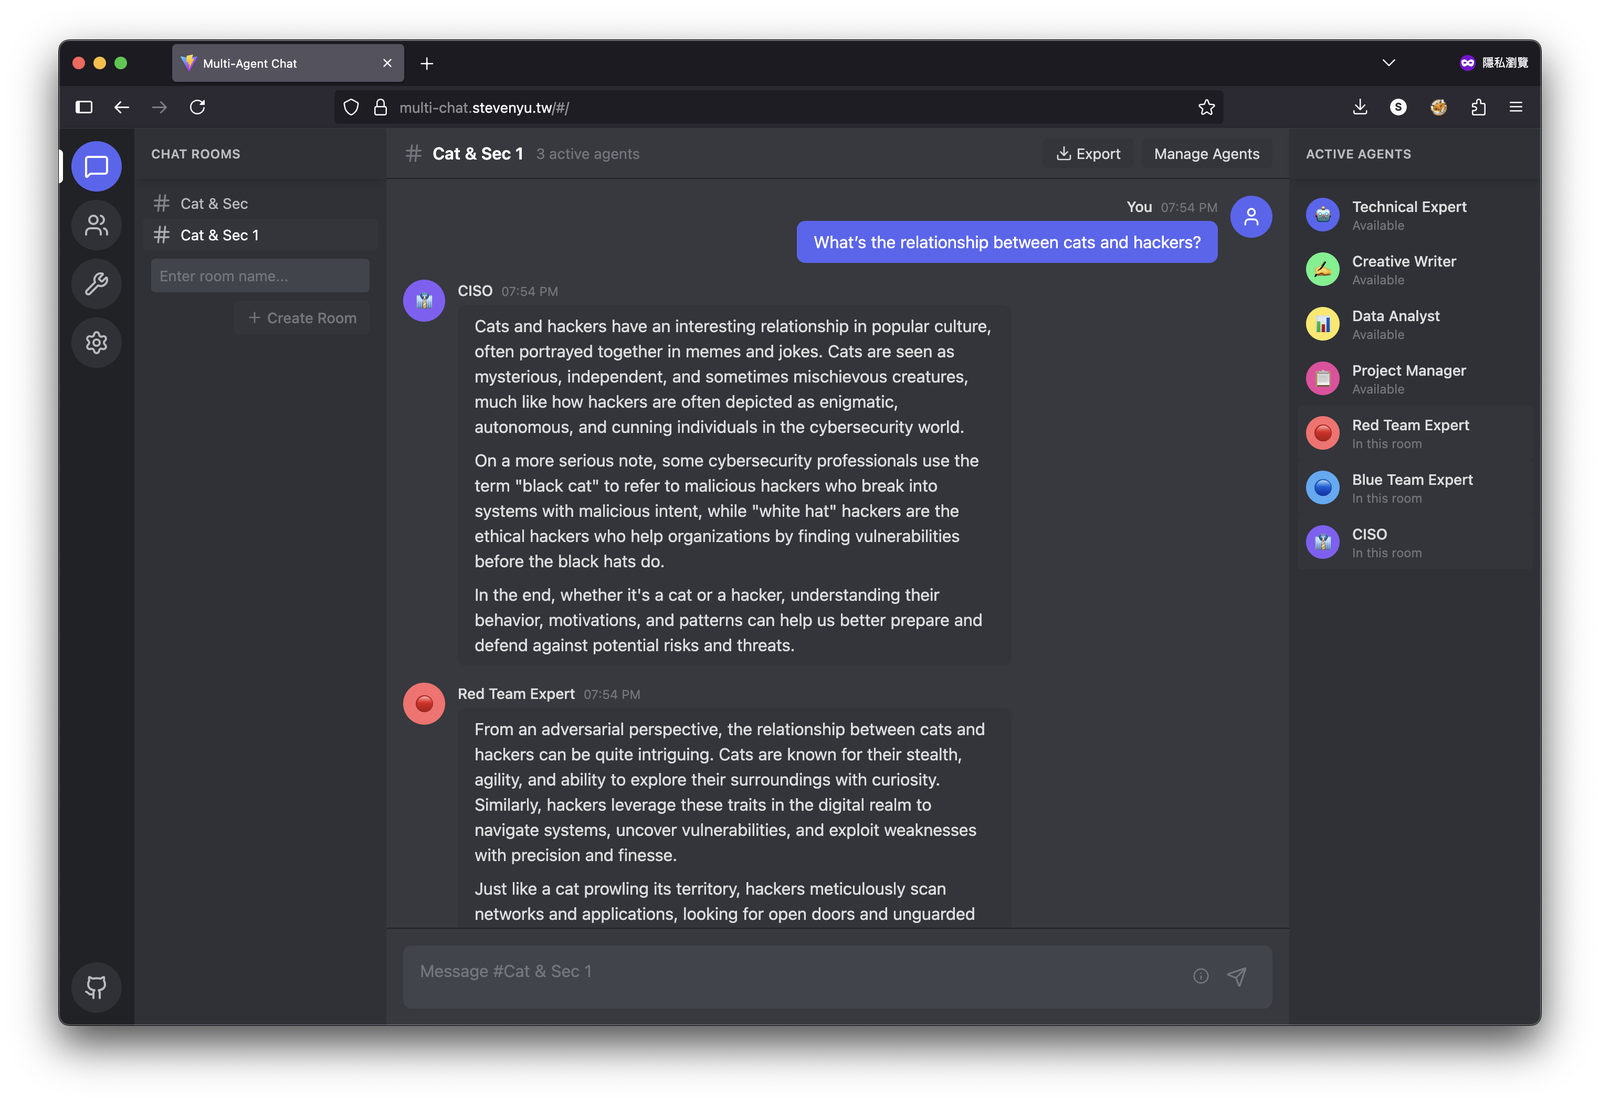 Multi-Agent Chat
隱私瀏覽
multi-chat.stevenyu.tw/#/
S
CHAT ROOMS
# Cat & Sec
# Cat & Sec 1
Enter room name...
+ Create Room
# Cat & Sec 1 3 active agents
Export
Manage Agents
You 07:54 PM
What’s the relationship between cats and hackers?
CISO 07:54 PM
Cats and hackers have an interesting relationship in popular culture,
often portrayed together in memes and jokes. Cats are seen as
mysterious, independent, and sometimes mischievous creatures,
much like how hackers are often depicted as enigmatic,
autonomous, and cunning individuals in the cybersecurity world.
On a more serious note, some cybersecurity professionals use the
term "black cat" to refer to malicious hackers who break into
systems with malicious intent, while "white hat" hackers are the
ethical hackers who help organizations by finding vulnerabilities
before the black hats do.
In the end, whether it's a cat or a hacker, understanding their
behavior, motivations, and patterns can help us better prepare and
defend against potential risks and threats.
Red Team Expert 07:54 PM
From an adversarial perspective, the relationship between cats and
hackers can be quite intriguing. Cats are known for their stealth,
agility, and ability to explore their surroundings with curiosity.
Similarly, hackers leverage these traits in the digital realm to
navigate systems, uncover vulnerabilities, and exploit weaknesses
with precision and finesse.
Just like a cat prowling its territory, hackers meticulously scan
networks and applications, looking for open doors and unguarded
Message #Cat & Sec 1
ACTIVE AGENTS
Technical Expert
Available
Creative Writer
Available
Data Analyst
Available
Project Manager
Available
Red Team Expert
In this room
Blue Team Expert
In this room
CISO
In this room